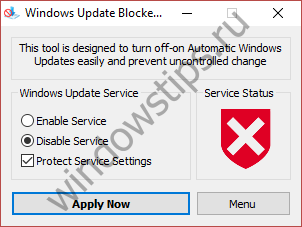 Windows Update Blocke...
This tool is designed to turn off-on Automatic Windows
Updates easily and prevent uncontrolled change
Windows Update Service
Service Status
Enable Service
Disable Service
Protect Service Settings
Apply Now
Menu
windowstips.ru